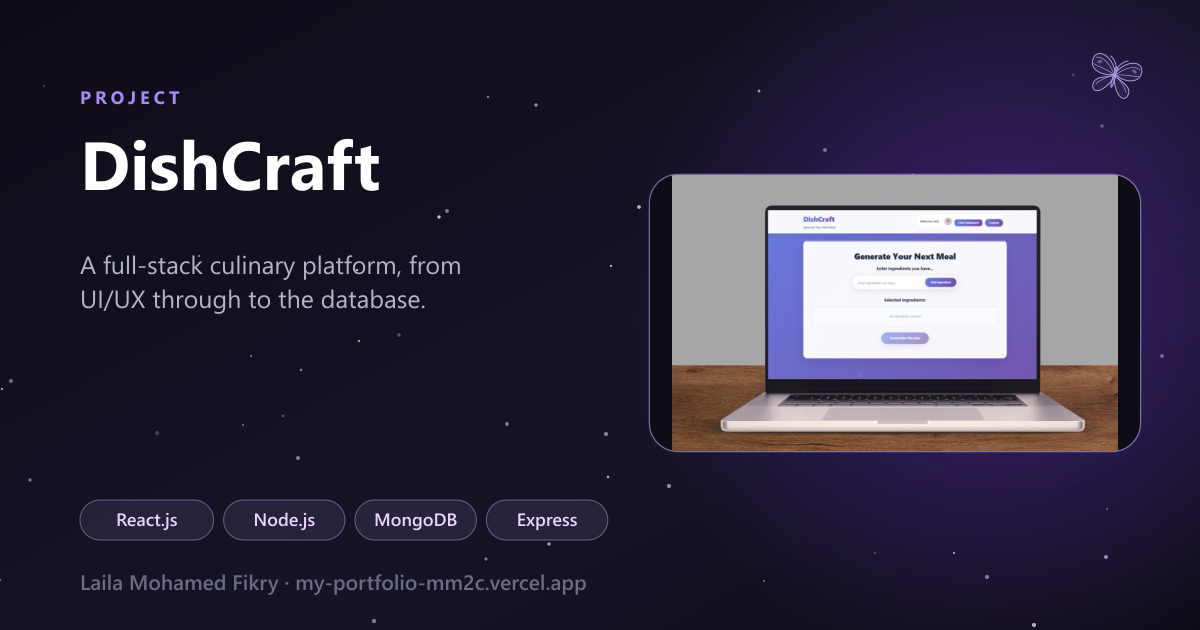 PROJECT
DishCraft
A full-stack culinary platform, from
UI/UX through to the database.
DishCraft
Generate Your Next Meal
Enter ingredients you have...
Add Ingredient
Selected Ingredients:
Generate Recipe
React.js
Node.js
MongoDB
Express
Laila Mohamed Fikry · my-portfolio-mm2c.vercel.app